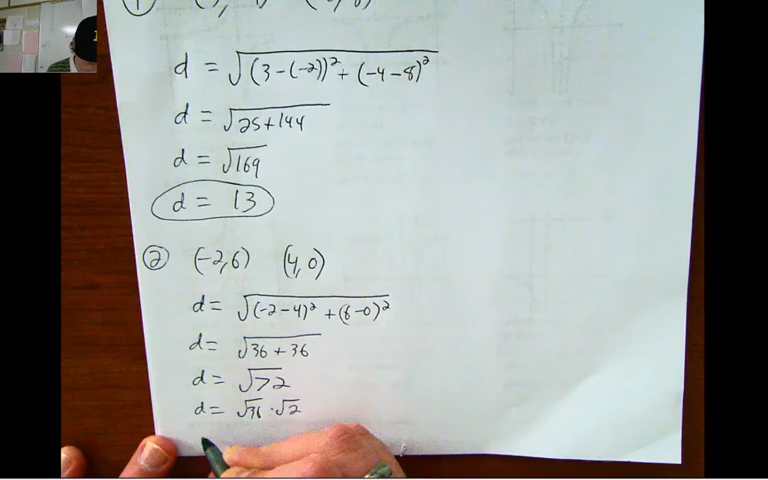 ①
d = √(3-(-2))² + (-4-8)²
d = √25+144
d = √169
d = 13
② (-2,6) (4,0)
d = √(-2-4)² + (6-0)²
d = √36 + 36
d = √72
d = √36 · √2